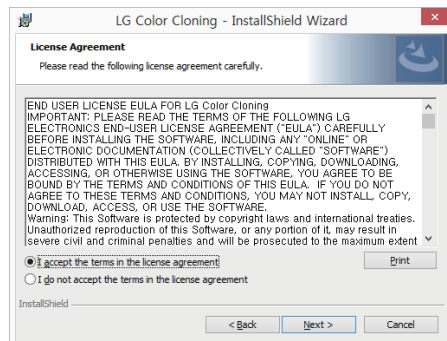 LG Color Cloning - InstallShield Wizard
License Agreement
Please read the following license agreement carefully.
END USER LICENSE EULA FOR LG Color Cloning
IMPORTANT: PLEASE READ THE TERMS OF THE FOLLOWING LG
ELECTRONICS END-USER LICENSE AGREEMENT ("EULA") CAREFULLY
BEFORE INSTALLING THE SOFTWARE, INCLUDING ANY "ONLINE" OR
ELECTRONIC DOCUMENTATION (COLLECTIVELY CALLED "SOFTWARE")
DISTRIBUTED WITH THIS EULA. BY INSTALLING, COPYING, DOWNLOADING,
ACCESSING, OR OTHERWISE USING THE SOFTWARE, YOU AGREE TO BE
BOUND BY THE TERMS AND CONDITIONS OF THIS EULA. IF YOU DO NOT
AGREE TO THESE TERMS AND CONDITIONS, YOU MAY NOT INSTALL, COPY,
DOWNLOAD, ACCESS, OR USE THE SOFTWARE.
Warning: This Software is protected by copyright laws and international treaties.
Unauthorized reproduction of this Software, or any portion of it, may result in
severe civil and criminal penalties and will be prosecuted to the maximum extent
I accept the terms in the license agreement
Print
I do not accept the terms in the license agreement
InstallShield
< Back
Next >
Cancel